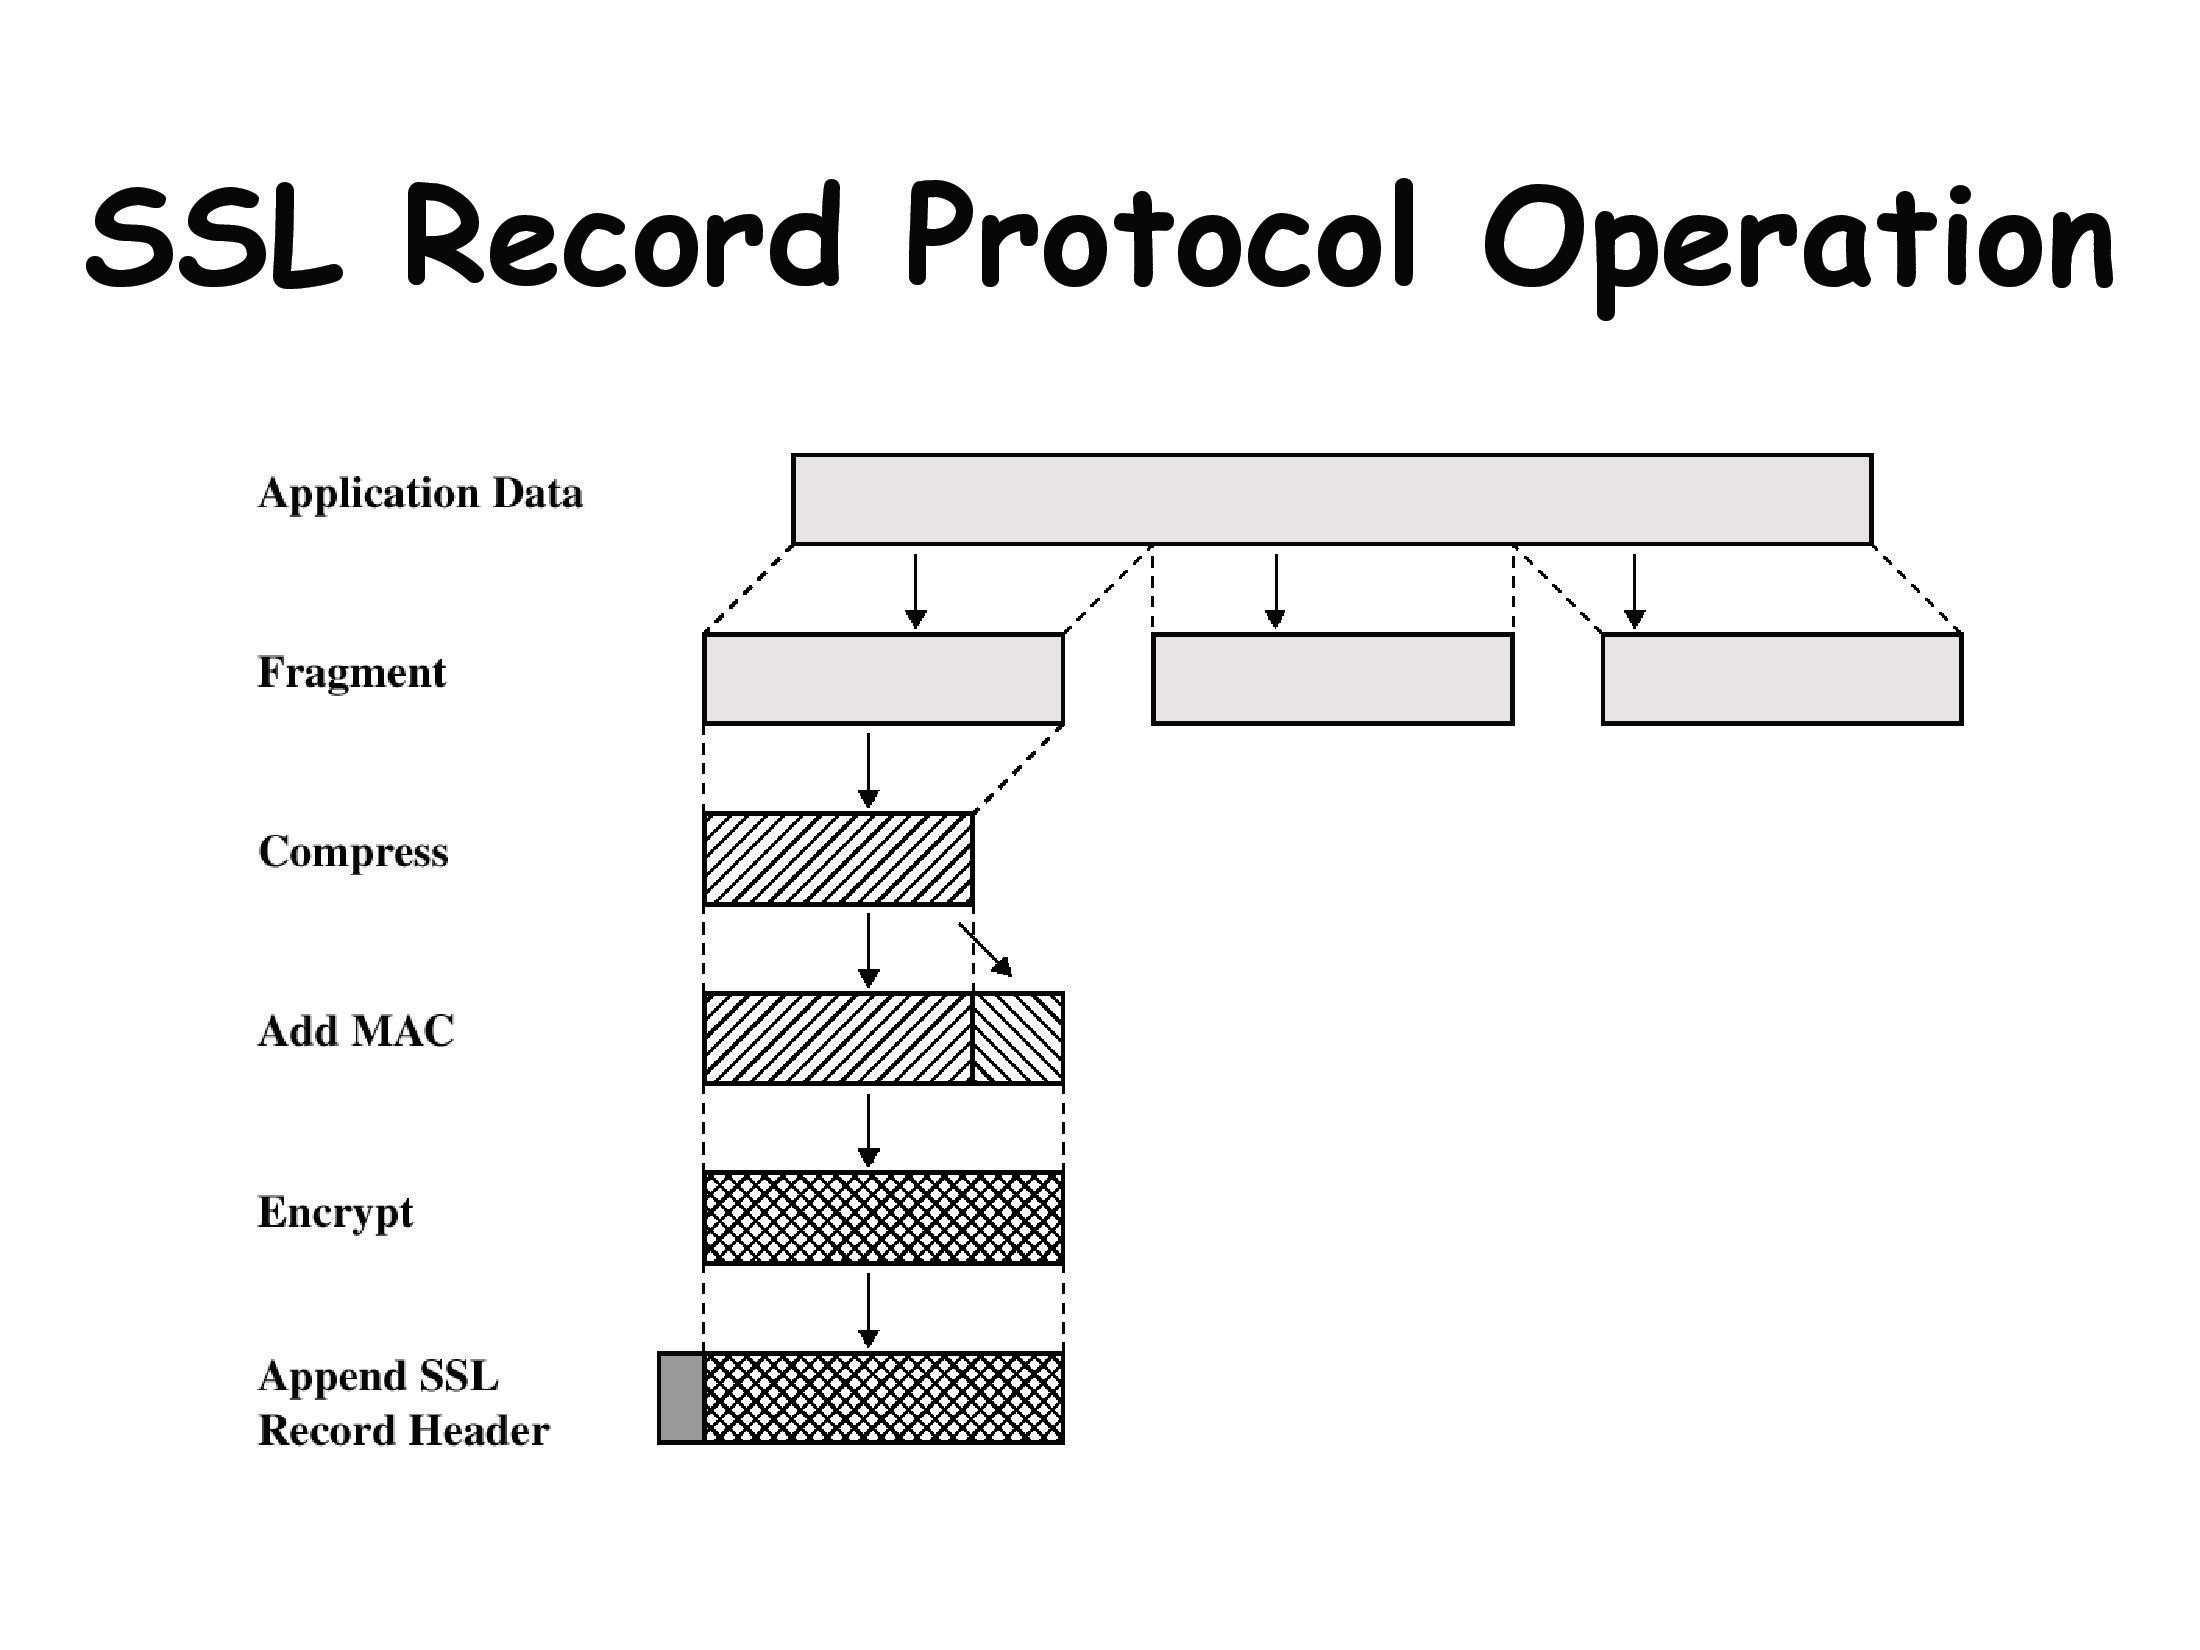 SSL Record Protocol Operation
Application Data
Fragment
Compress
Add MAC
Encrypt
Append SSL
Record Header